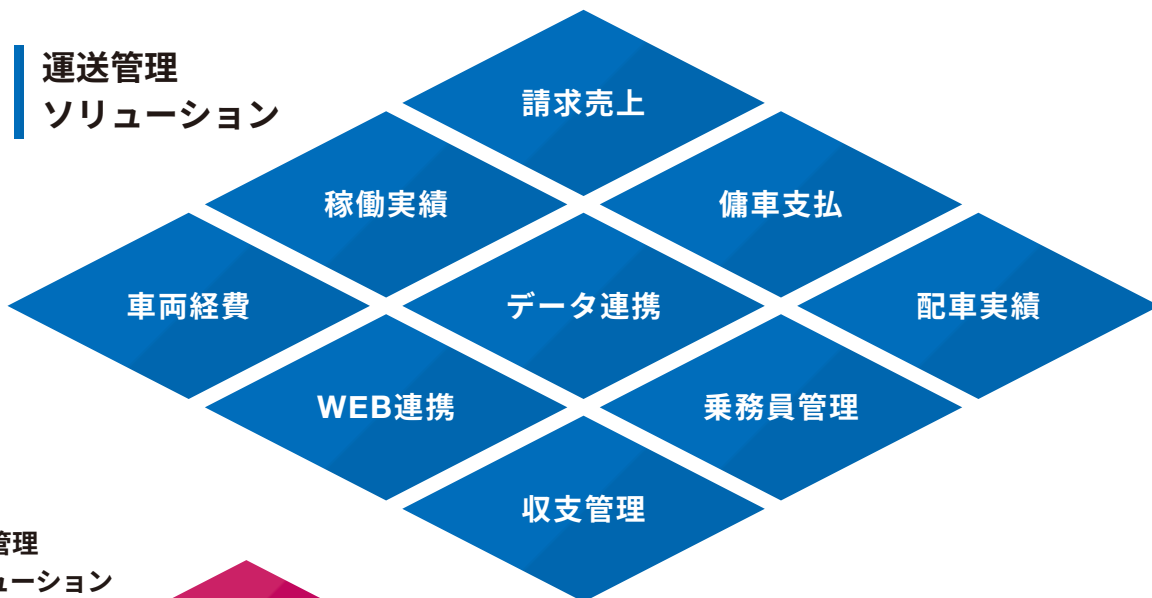 運送管理
ソリューション
請求売上
稼働実績
傭車支払
車両経費
データ連携
配車実績
WEB連携
乗務員管理
収支管理
管理
ューション